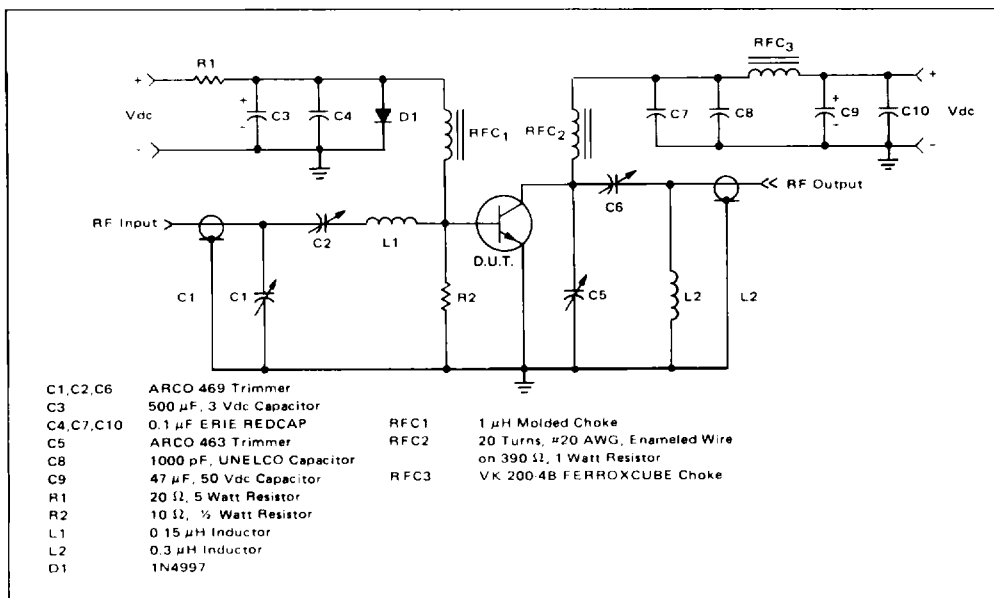 RFC3
R1
+
+
Vdc
+
-
C3
C4
D1
RFC1
RFC2
C7
C8
+
-
C9
C10
Vdc
-
-
RF Output
C6
RF Input
C2
L1
D.U.T.
C1
C1
R2
C5
L2
L2
C1,C2,C6 ARCO 469 Trimmer
C3 500 µF, 3 Vdc Capacitor
C4,C7,C10 0.1 µF ERIE REDCAP
C5 ARCO 463 Trimmer
C8 1000 pF, UNELCO Capacitor
C9 47 µF, 50 Vdc Capacitor
R1 20 Ω, 5 Watt Resistor
R2 10 Ω, ½ Watt Resistor
L1 0 15 µH Inductor
L2 0.3 µH Inductor
D1 1N4997
RFC1 1 µH Molded Choke
RFC2 20 Turns, #20 AWG, Enameled Wire
on 390 Ω, 1 Watt Resistor
RFC3 VK 200-4B FERROXCUBE Choke